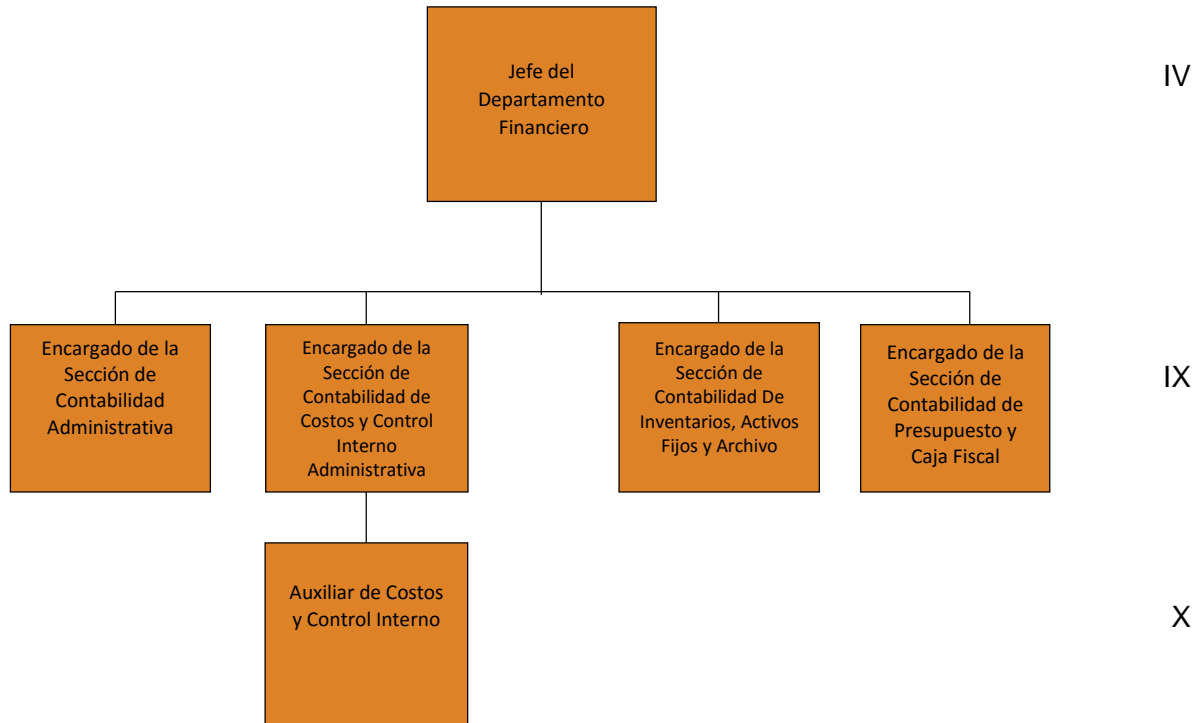 Jefe del
Departamento
Financiero
IV
Encargado de la
Sección de
Contabilidad
Administrativa
Encargado de la
Sección de
Contabilidad de
Costos y Control
Interno
Administrativa
Encargado de la
Sección de
Contabilidad De
Inventarios, Activos
Fijos y Archivo
Encargado de la
Sección de
Contabilidad de
Presupuesto y
Caja Fiscal
IX
Auxiliar de Costos
y Control Interno
X